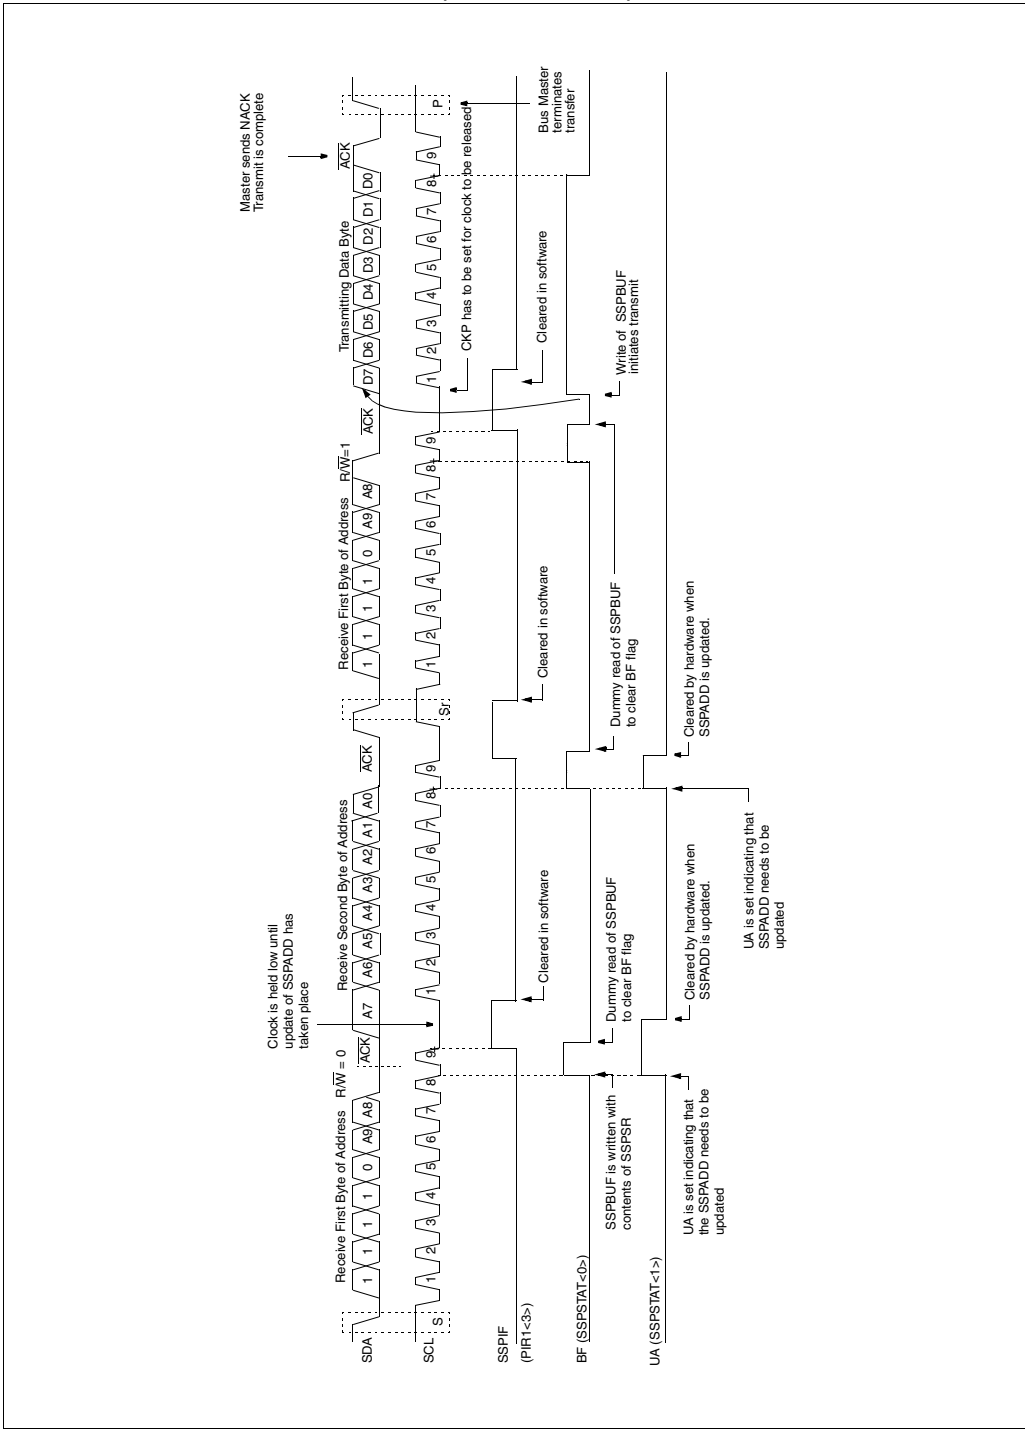 Master sends NACK
Transmit is complete
Bus Master
terminates
transfer
Receive First Byte of Address R/W = 0
ACK
Receive Second Byte of Address
ACK
Receive First Byte of Address R/W=1
ACK
Transmitting Data Byte
ACK
SDA
1 1 1 1 0 A9 A8
A7 A6 A5 A4 A3 A2 A1 A0
1 1 1 1 0 A9 A8
D7 D6 D5 D4 D3 D2 D1 D0
SCL
S
1 2 3 4 5 6 7 8 9
1 2 3 4 5 6 7 8 9
Sr
1 2 3 4 5 6 7 8 9
1 2 3 4 5 6 7 8 9
P
Clock is held low until
update of SSPADD has
taken place
CKP has to be set for clock to be released
SSPIF
(PIR1<3>)
Cleared in software
Cleared in software
Cleared in software
BF (SSPSTAT<0>)
SSPBUF is written with
contents of SSPSR
Dummy read of SSPBUF
to clear BF flag
Dummy read of SSPBUF
to clear BF flag
Write of SSPBUF
initiates transmit
UA (SSPSTAT<1>)
UA is set indicating that
the SSPADD needs to be
updated
Cleared by hardware when
SSPADD is updated.
UA is set indicating that
SSPADD needs to be
updated
Cleared by hardware when
SSPADD is updated.